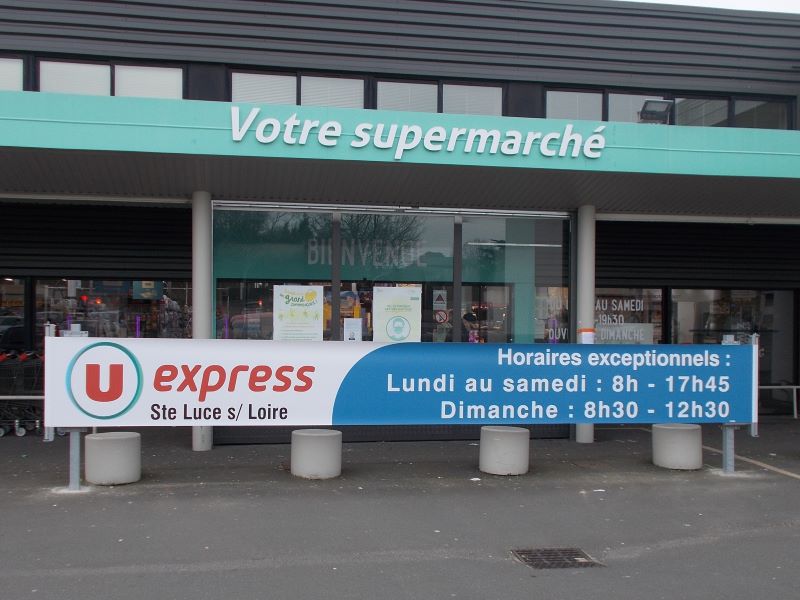 Votre supermarché
BIENVENUE
AU SAMEDI
-19h30
DIMANCHE
U express
Ste Luce s/ Loire
Horaires exceptionnels :
Lundi au samedi : 8h - 17h45
Dimanche : 8h30 - 12h30